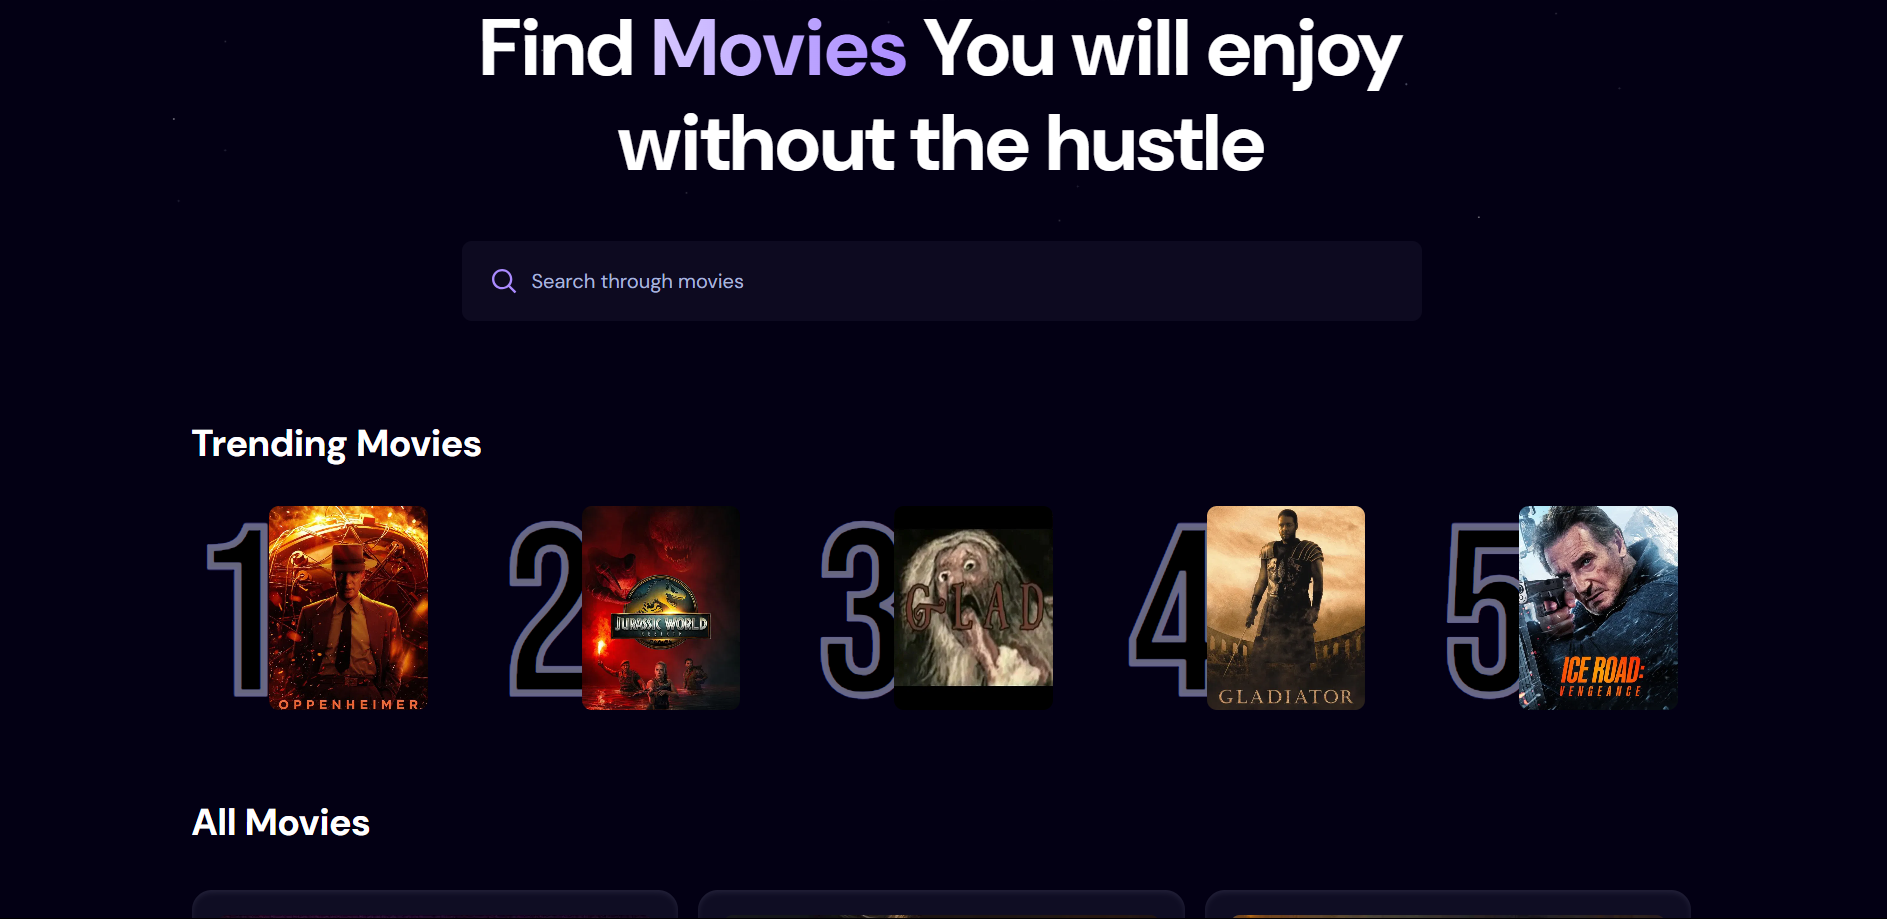 Find Movies You will enjoy
without the hustle
Search through movies
Trending Movies
1
OPPENHEIMER
2
JURASSIC WORLD
REBIRTH
3
GLAD
4
GLADIATOR
5
ICE ROAD:
VENGEANCE
All Movies